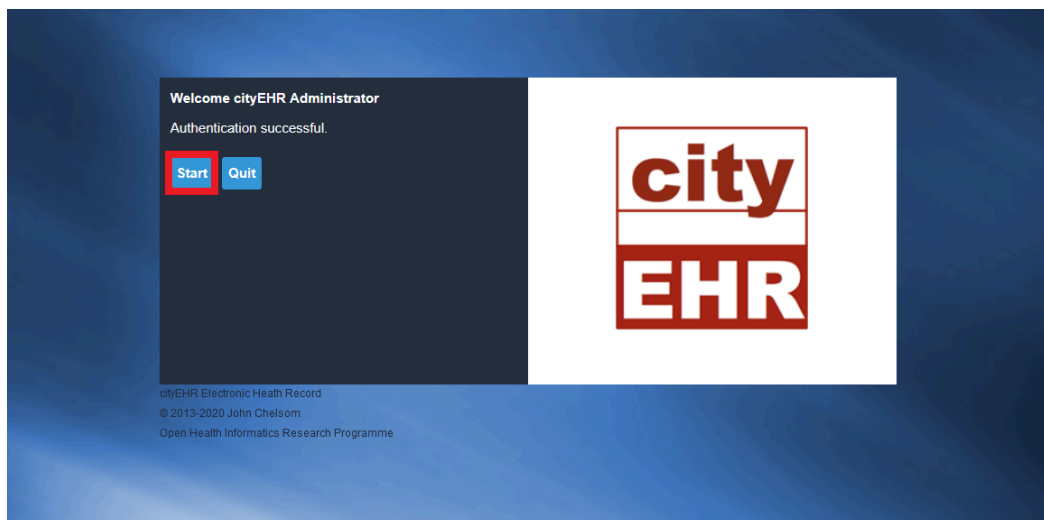 Welcome cityEHR Administrator
Authentication successful.
Start Quit
city
EHR
cityEHR Electronic Heath Record
© 2013-2020 John Chelsom
Open Health Informatics Research Programme